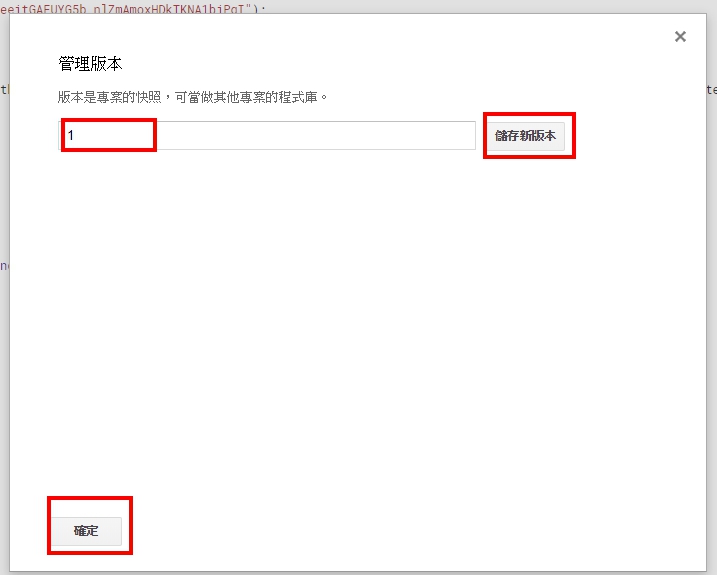 eeitGAEUYG5b_nlZmAmoxHDkTKNA1biPgI");
管理版本
版本是專案的快照，可當做其他專案的程式庫。
1
儲存新版本
確定